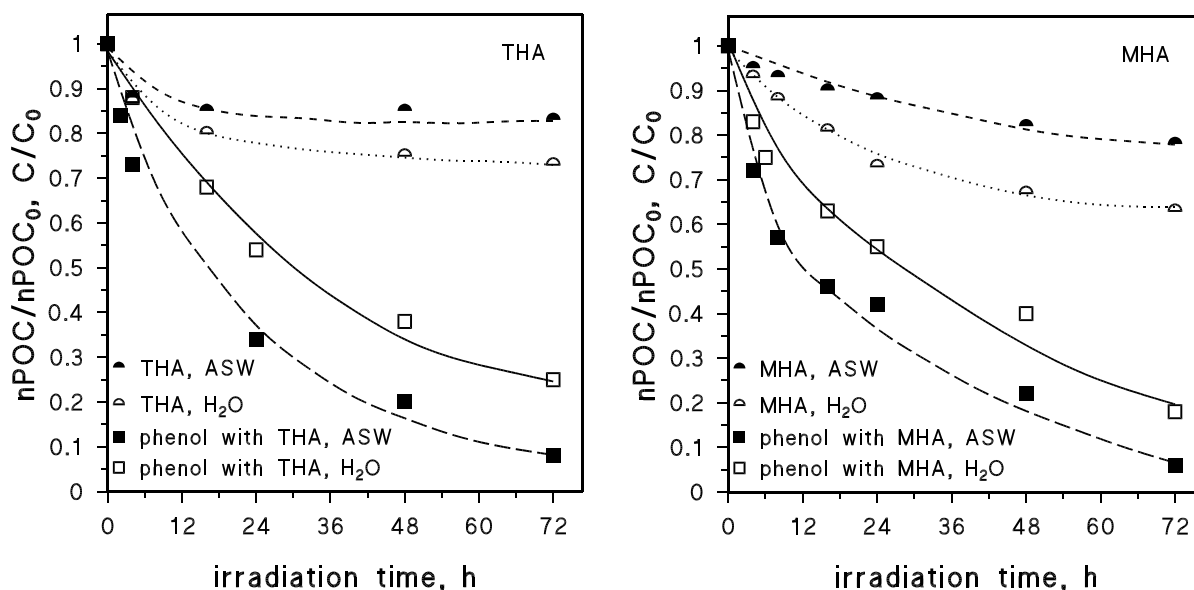 THA
nPOC/nPOC₀, C/C₀
1
0.9
0.8
0.7
0.6
0.5
0.4
0.3
0.2
0.1
0
THA, ASW
THA, H₂O
phenol with THA, ASW
phenol with THA, H₂O
0 12 24 36 48 60 72
irradiation time, h
MHA
nPOC/nPOC₀, C/C₀
1
0.9
0.8
0.7
0.6
0.5
0.4
0.3
0.2
0.1
0
MHA, ASW
MHA, H₂O
phenol with MHA, ASW
phenol with MHA, H₂O
0 12 24 36 48 60 72
irradiation time, h